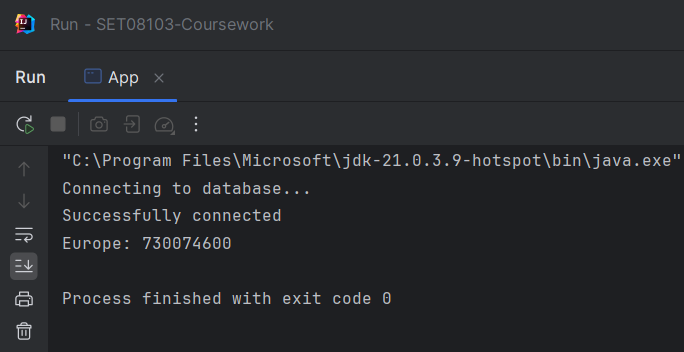 Run - SET08103-Coursework
Run App
"C:\Program Files\Microsoft\jdk-21.0.3.9-hotspot\bin\java.exe"
Connecting to database...
Successfully connected
Europe: 730074600
Process finished with exit code 0